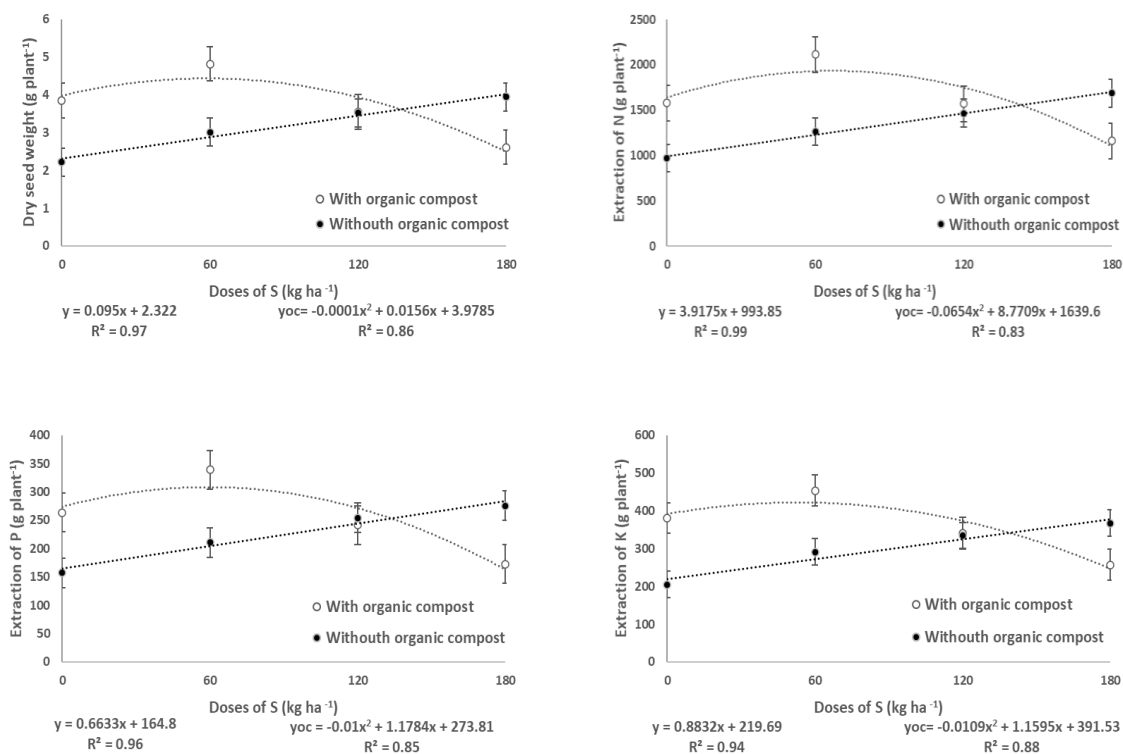 Dry seed weight (g plant⁻¹)
6
5
4
3
2
1
0
0 60 120 180
With organic compost
Withouth organic compost
Doses of S (kg ha⁻¹)
y = 0.095x + 2.322
R² = 0.97
yoc= -0.0001x² + 0.0156x + 3.9785
R² = 0.86
Extraction of N (g plant⁻¹)
2500
2000
1500
1000
500
0
0 60 120 180
With organic compost
Withouth organic compost
Doses of S (kg ha⁻¹)
y = 3.9175x + 993.85
R² = 0.99
yoc= -0.0654x² + 8.7709x + 1639.6
R² = 0.83
Extraction of P (g plant⁻¹)
400
350
300
250
200
150
100
50
0
0 60 120 180
With organic compost
Withouth organic compost
Doses of S (kg ha⁻¹)
y = 0.6633x + 164.8
R² = 0.96
yoc = -0.01x² + 1.1784x + 273.81
R² = 0.85
Extraction of K (g plant⁻¹)
600
500
400
300
200
100
0
0 60 120 180
With organic compost
Withouth organic compost
Doses of S (kg ha⁻¹)
y = 0.8832x + 219.69
R² = 0.94
yoc=-0.0109x² + 1.1595x + 391.53
R² = 0.88